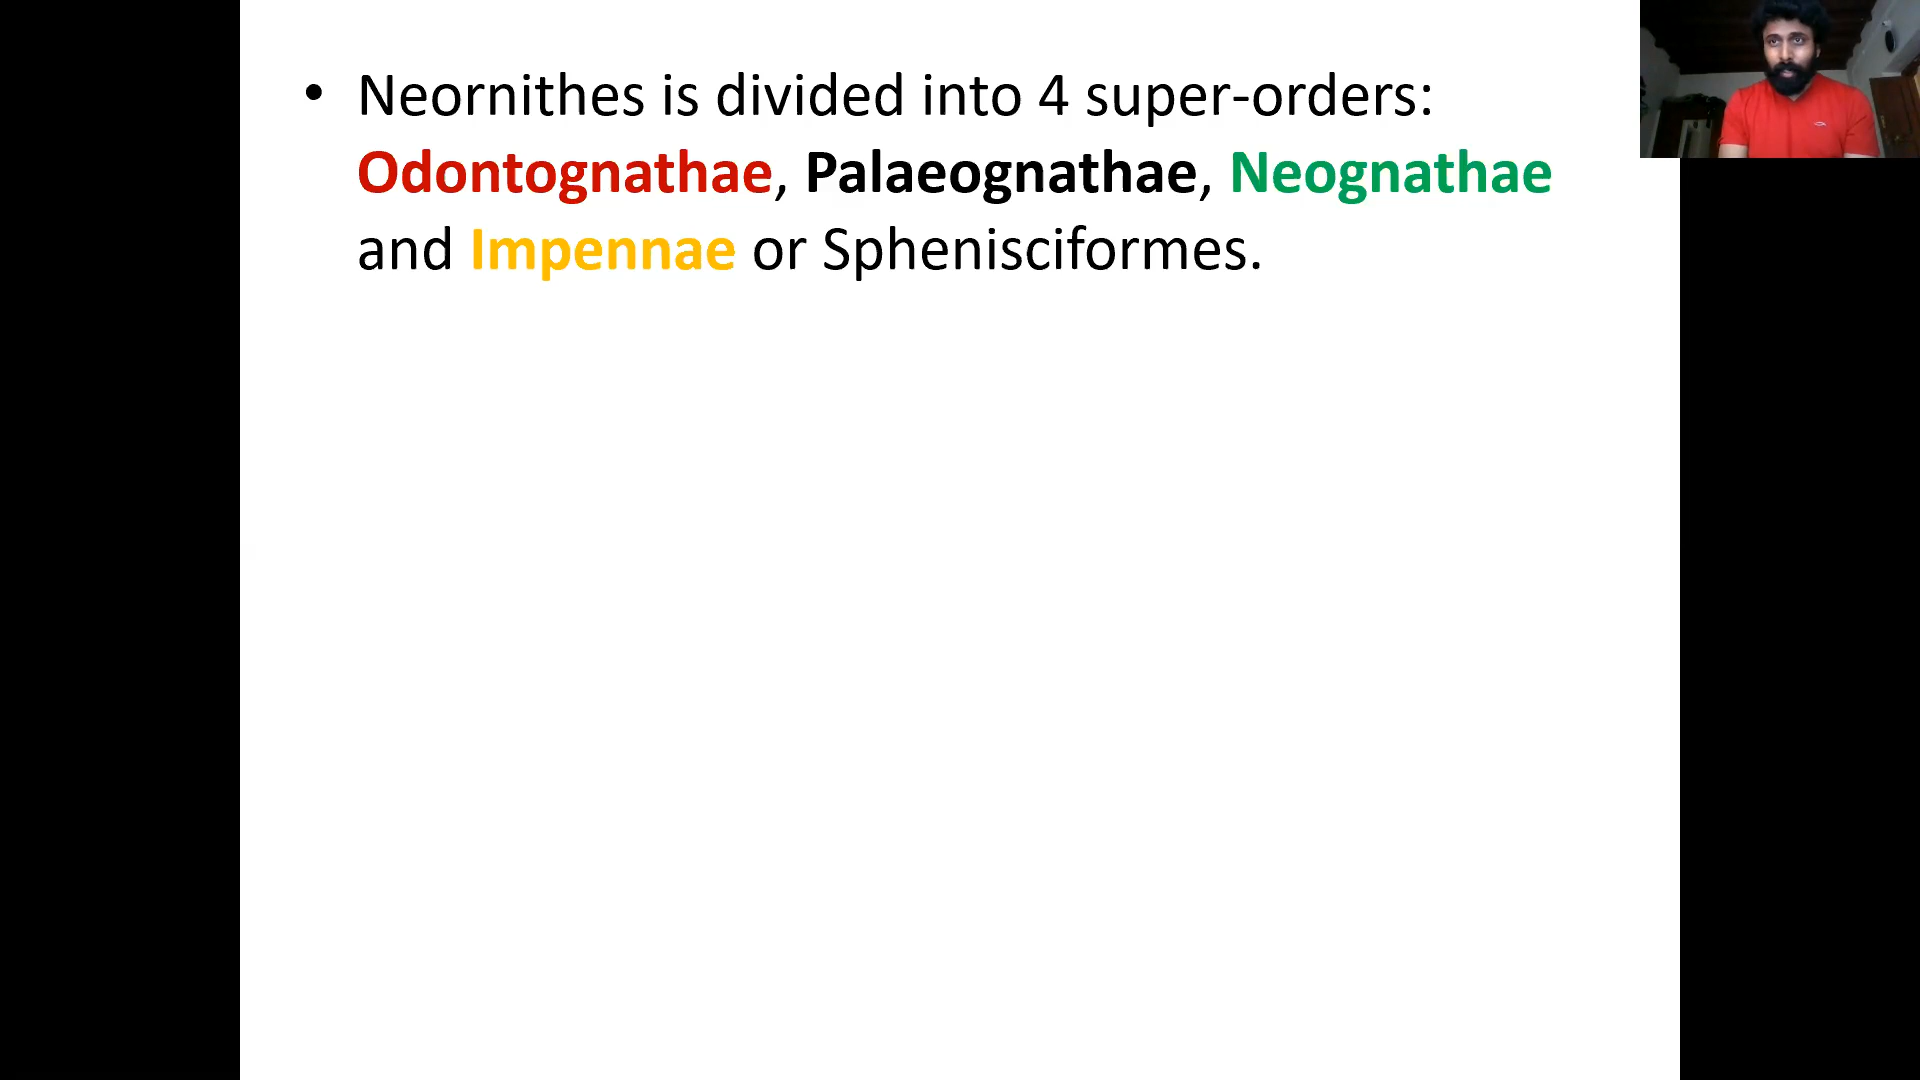 • Neornithes is divided into 4 super-orders:
Odontognathae, Palaeognathae, Neognathae
and Impennae or Sphenisciformes.